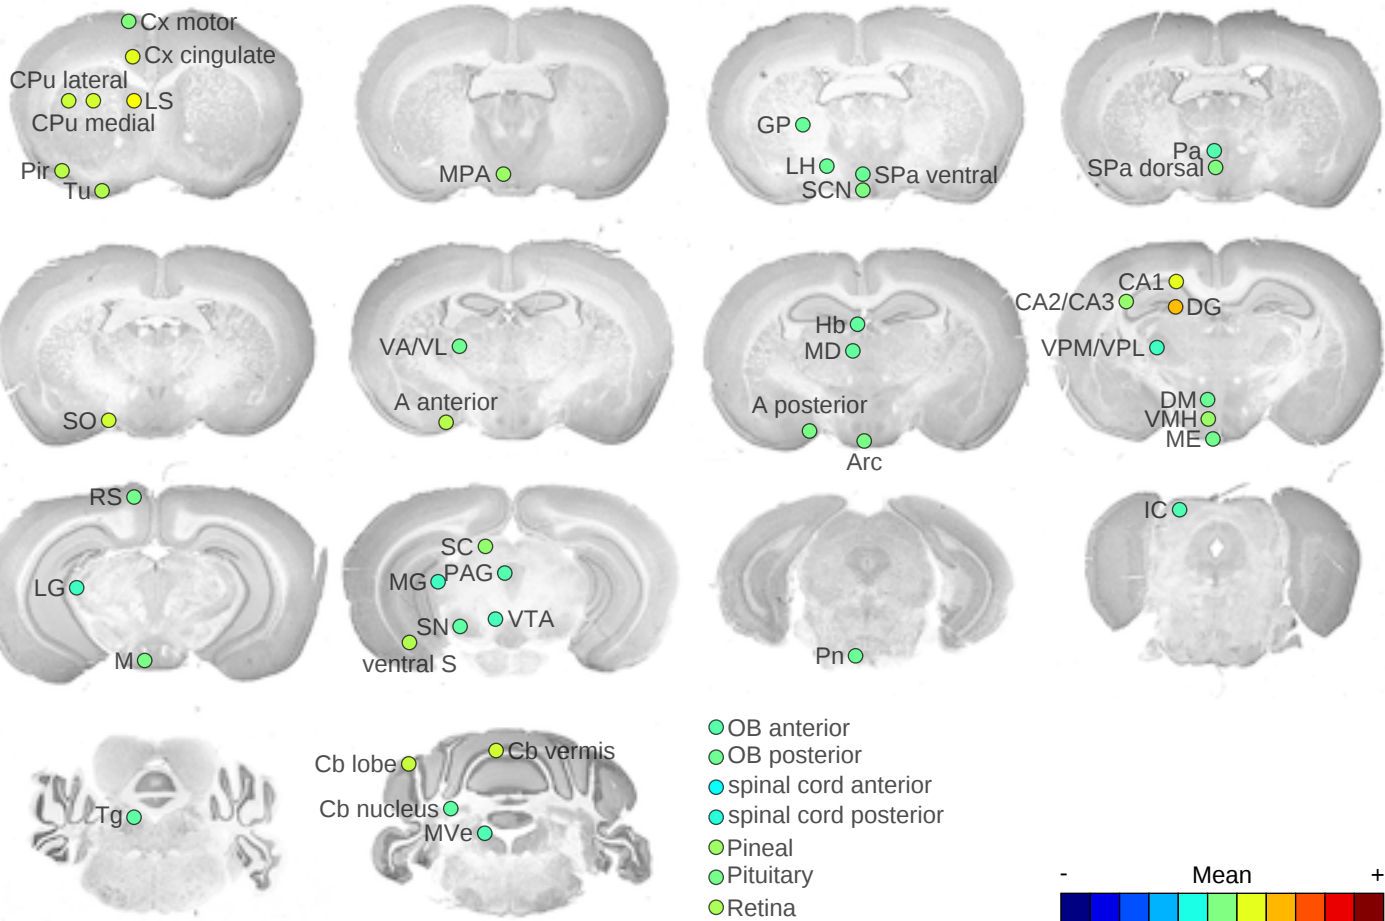 Cx motor
Cx cingulate
CPu lateral
LS
CPu medial
Pir
Tu
MPA
GP
LH
SPa ventral
SCN
Pa
SPa dorsal
SO
VA/VL
A anterior
Hb
MD
A posterior
Arc
CA1
CA2/CA3
DG
VPM/VPL
DM
VMH
ME
RS
LG
M
SC
MG
PAG
SN
VTA
ventral S
Pn
IC
Tg
Cb lobe
Cb vermis
Cb nucleus
MVe
OB anterior
OB posterior
spinal cord anterior
spinal cord posterior
Pineal
Pituitary
Retina
- Mean +